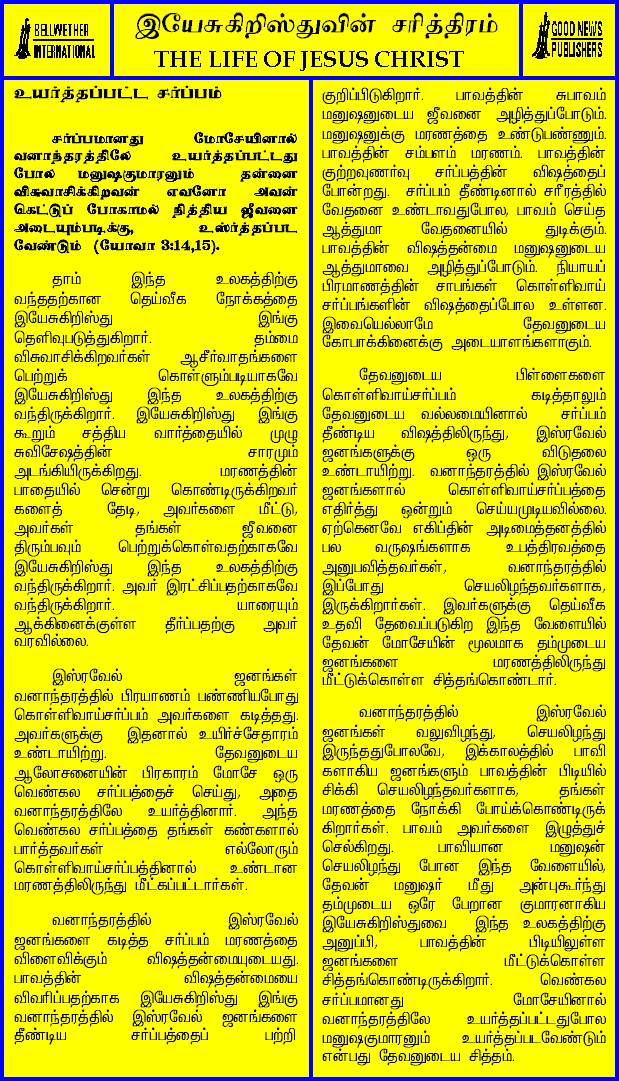 BELLWETHER
INTERNATIONAL
இயேசுகிறிஸ்துவின் சரித்திரம்
THE LIFE OF JESUS CHRIST
GOOD NEWS
PUBLISHERS
உயர்த்தப்பட்ட சர்ப்பம்
சர்ப்பமானது மோசேயினால்
வனாந்தரத்திலே உயர்த்தப்பட்டது
போல் மனுஷகுமாரனும் தன்னை
விசுவாசிக்கிறவன் எவனோ அவன்
கெட்டுப் போகாமல் நித்திய ஜீவனை
அடையும்படிக்கு, உஸ்ர்த்தப்பட
வேண்டும் (யோவா 3:14,15).
தாம் இந்த உலகத்திற்கு
வந்ததற்கான தெய்வீக நோக்கத்தை
இயேசுகிறிஸ்து இங்கு
தெளிவுபடுத்துகிறார். தம்மை
விசுவாசிக்கிறவர்கள் ஆசீர்வாதங்களை
பெற்றுக் கொள்ளும்படியாகவே
இயேசுகிறிஸ்து இந்த உலகத்திற்கு
வந்திருக்கிறார். இயேசுகிறிஸ்து இங்கு
கூறும் சத்திய வார்த்தையில் முழு
சுவிசேஷத்தின் சாரமும்
அடங்கியிருக்கிறது. மரணத்தின்
பாதையில் சென்று கொண்டிருக்கிறவர்
களைத் தேடி, அவர்களை மீட்டு,
அவர்கள் தங்கள் ஜீவனை
திரும்பவும் பெற்றுக்கொள்வதற்காகவே
இயேசுகிறிஸ்து இந்த உலகத்திற்கு
வந்திருக்கிறார். அவர் இரட்சிப்பதற்காகவே
வந்திருக்கிறார். யாரையும்
ஆக்கினைக்குள்ள தீர்ப்பதற்கு அவர்
வரவில்லை.
இஸ்ரவேல் ஜனங்கள்
வனாந்தரத்தில் பிரயாணம் பண்ணியபோது
கொள்ளிவாய்சர்ப்பம் அவர்களை கடித்தது.
அவர்களுக்கு இதனால் உயிர்ச்சேதாரம்
உண்டாயிற்று. தேவனுடைய
ஆலோசனையின் பிரகாரம் மோசே ஒரு
வெண்கல சர்ப்பத்தைச் செய்து, அதை
வனாந்தரத்திலே உயர்த்தினார். அந்த
வெண்கல சர்ப்பத்தை தங்கள் கண்களால்
பார்த்தவர்கள் எல்லோரும்
கொள்ளிவாய்சர்ப்பத்தினால் உண்டான
மரணத்திலிருந்து மீட்கப்பட்டார்கள்.
வனாந்தரத்தில் இஸ்ரவேல்
ஜனங்களை கடித்த சர்ப்பம் மரணத்தை
விளைவிக்கும் விஷத்தன்மையுடையது.
பாவத்தின் விஷத்தன்மையை
விவரிப்பதற்காக இயேசுகிறிஸ்து இங்கு
வனாந்தரத்தில் இஸ்ரவேல் ஜனங்களை
தீண்டிய சர்ப்பத்தைப் பற்றி
குறிப்பிடுகிறார். பாவத்தின் சுபாவம்
மனுஷனுடைய ஜீவனை அழித்துப்போடும்.
மனுஷனுக்கு மரணத்தை உண்டுபண்ணும்.
பாவத்தின் சம்பளம் மரணம். பாவத்தின்
குற்றவுணர்வு சர்ப்பத்தின் விஷத்தைப்
போன்றது. சர்ப்பம் தீண்டினால் சரீரத்தில்
வேதனை உண்டாவதுபோல, பாவம் செய்த
ஆத்துமா வேதனையில் துடிக்கும்.
பாவத்தின் விஷத்தன்மை மனுஷனுடைய
ஆத்துமாவை அழித்துப்போடும். நியாயப்
பிரமாணத்தின் சாபங்கள் கொள்ளிவாய்
சர்ப்பங்களின் விஷத்தைப்போல உள்ளன.
இவையெல்லாமே தேவனுடைய
கோபாக்கினைக்கு அடையாளங்களாகும்.
தேவனுடைய பிள்ளைகளை
கொள்ளிவாய்சர்ப்பம் கடித்தாலும்
தேவனுடைய வல்லமையினால் சர்ப்பம்
தீண்டிய விஷத்திலிருந்து, இஸ்ரவேல்
ஜனங்களுக்கு ஒரு விடுதலை
உண்டாயிற்று. வனாந்தரத்தில் இஸ்ரவேல்
ஜனங்களால் கொள்ளிவாய்சர்ப்பத்தை
எதிர்த்து ஒன்றும் செய்யமுடியவில்லை.
ஏற்கெனவே எகிப்தின் அடிமைத்தனத்தில்
பல வருஷங்களாக உபத்திரவத்தை
அனுபவித்தவர்கள், வனாந்தரத்தில்
இப்போது செயலிழந்தவர்களாக,
இருக்கிறார்கள். இவர்களுக்கு தெய்வீக
உதவி தேவைப்படுகிற இந்த வேளையில்
தேவன் மோசேயின் மூலமாக தம்முடைய
ஜனங்களை மரணத்திலிருந்து
மீட்டுக்கொள்ள சித்தங்கொண்டார்.
வனாந்தரத்தில் இஸ்ரவேல்
ஜனங்கள் வலுவிழந்து, செயலிழந்து
இருந்ததுபோலவே, இக்காலத்தில் பாவி
களாகிய ஜனங்களும் பாவத்தின் பிடியில்
சிக்கி செயலிழந்தவர்களாக, தங்கள்
மரணத்தை நோக்கி போய்க்கொண்டிருக்
கிறார்கள். பாவம் அவர்களை இழுத்துச்
செல்கிறது. பாவியான மனுஷன்
செயலிழந்து போன இந்த வேளையில்,
தேவன் மனுஷர் மீது அன்புகூர்ந்து
தம்முடைய ஒரே பேறான குமாரனாகிய
இயேசுகிறிஸ்துவை இந்த உலகத்திற்கு
அனுப்பி, பாவத்தின் பிடியிலுள்ள
ஜனங்களை மீட்டுக்கொள்ள
சித்தங்கொண்டிருக்கிறார். வெண்கல
சர்ப்பமானது மோசேயினால்
வனாந்தரத்திலே உயர்த்தப்பட்டதுபோல
மனுஷகுமாரனும் உயர்த்தப்படவேண்டும்
என்பது தேவனுடைய சித்தம்.